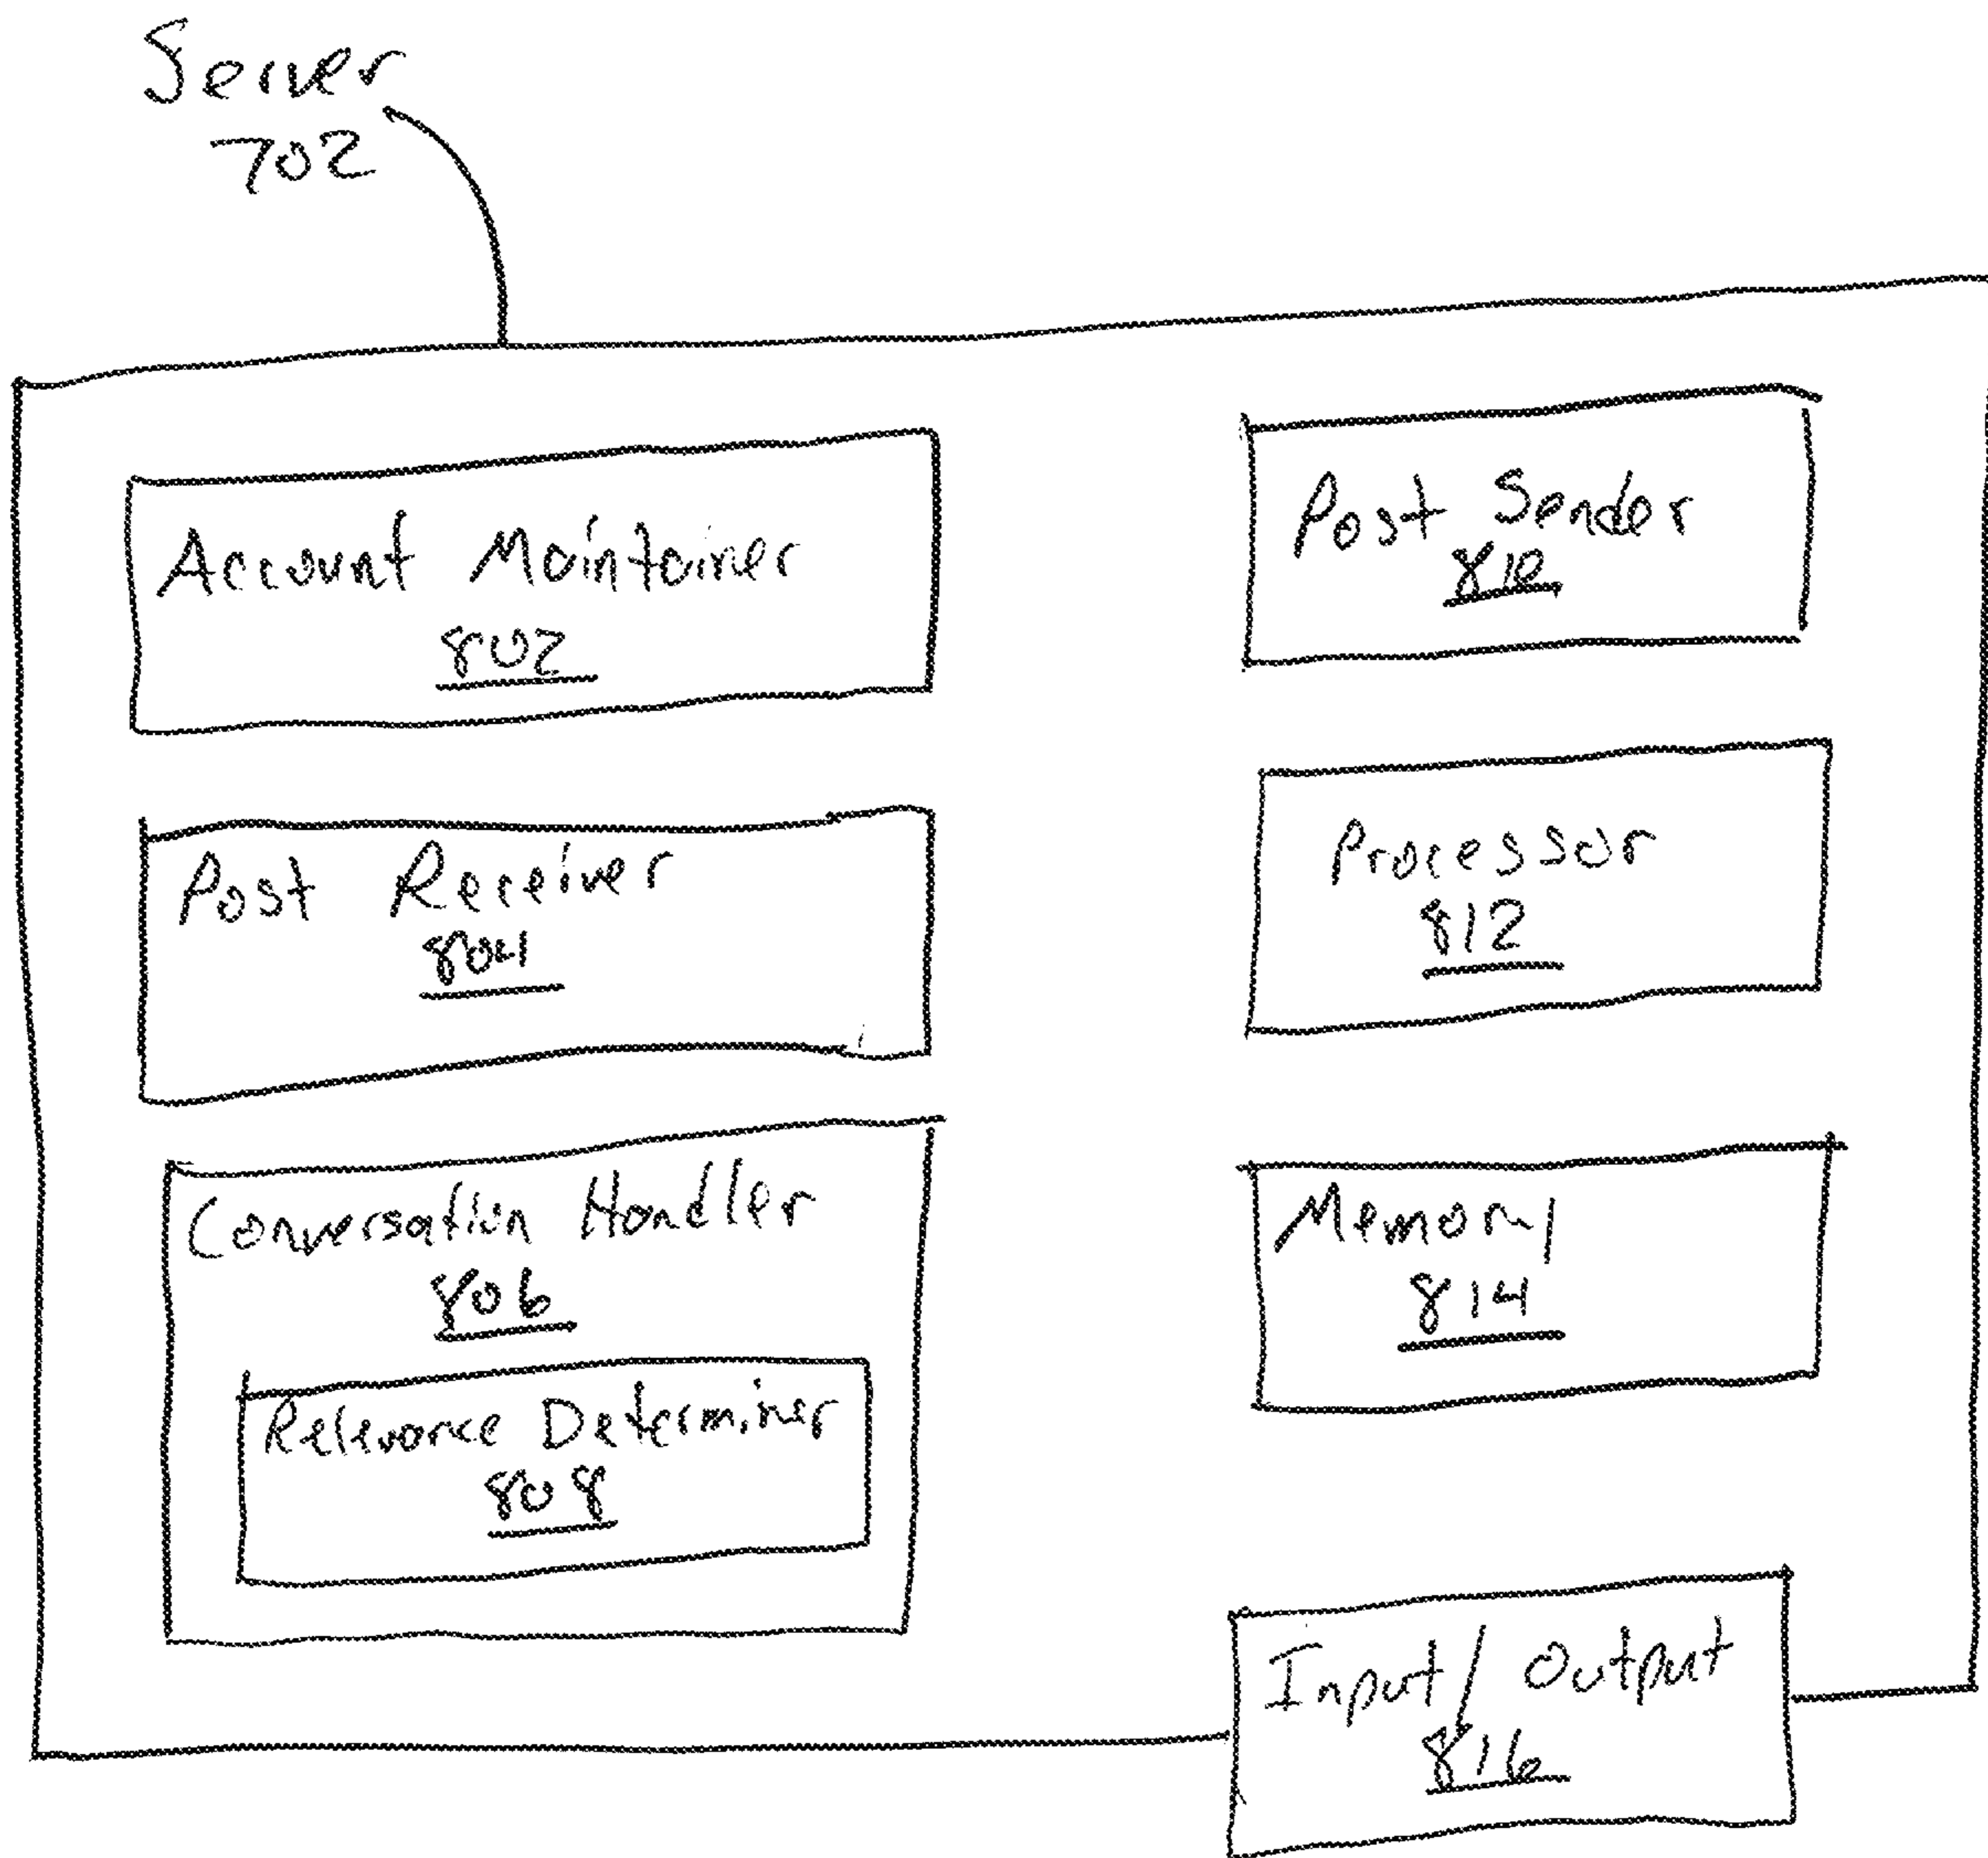 Server
702
Account Maintainer
802
Post Receiver
804
Conversation Handler
806
Relevance Determiner
808
Post Sender
810
Processor
812
Memory
814
Input/Output
816